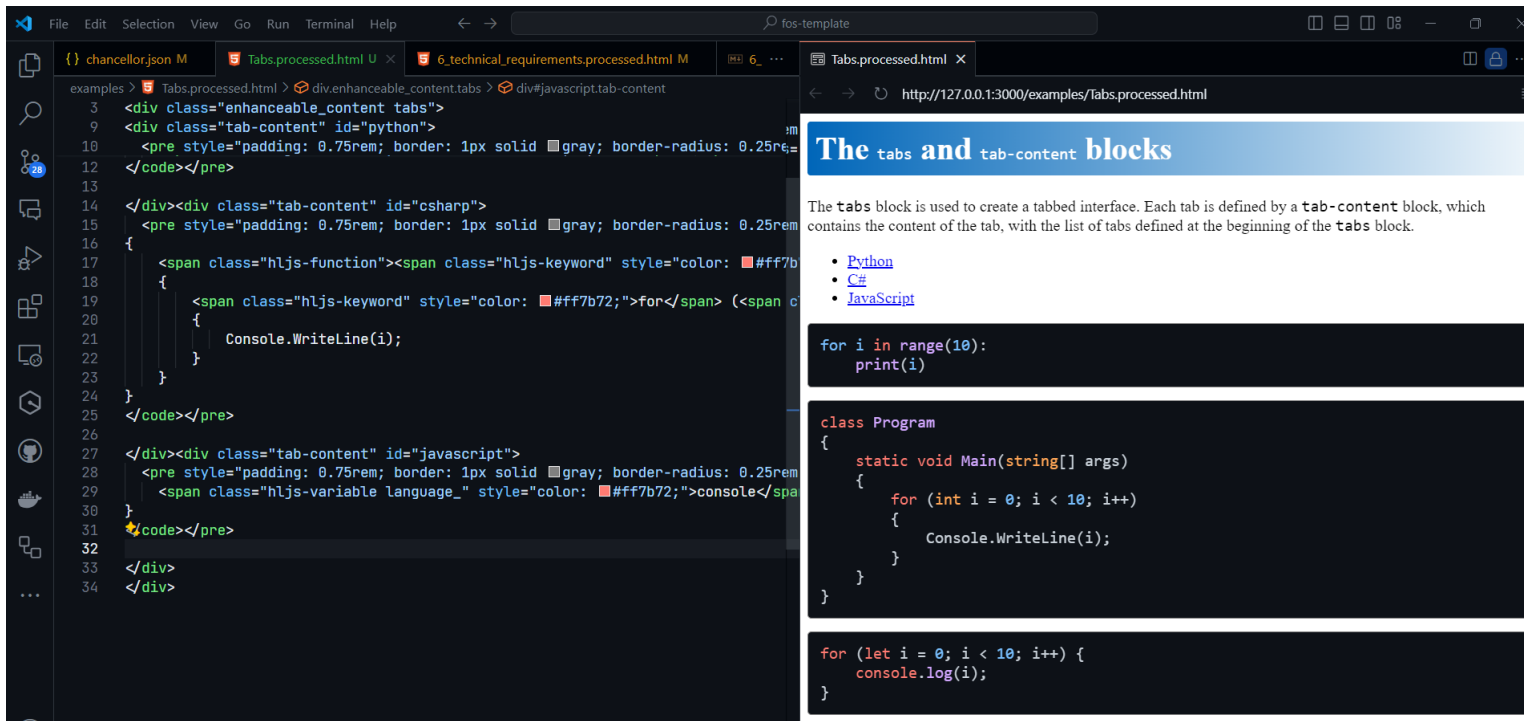 File Edit Selection View Go Run Terminal Help
fos-template
{ } chancellor.json M
Tabs.processed.html U
6_technical_requirements.processed.html M
6_ ···
Tabs.processed.html
examples > Tabs.processed.html > div.enhanceable_content.tabs > div#javascript.tab-content
http://127.0.0.1:3000/examples/Tabs.processed.html
3 <div class="enhanceable_content tabs">
9 <div class="tab-content" id="python">
10 <pre style="padding: 0.75rem; border: 1px solid gray; border-radius: 0.25re
12 </code></pre>
13
14 </div><div class="tab-content" id="csharp">
15 <pre style="padding: 0.75rem; border: 1px solid gray; border-radius: 0.25rem
16 {
17 <span class="hljs-function"><span class="hljs-keyword" style="color: #ff7b
18 {
19 <span class="hljs-keyword" style="color: #ff7b72;">for</span> (<span c
20 {
21 Console.WriteLine(i);
22 }
23 }
24 }
25 </code></pre>
26
27 </div><div class="tab-content" id="javascript">
28 <pre style="padding: 0.75rem; border: 1px solid gray; border-radius: 0.25rem
29 <span class="hljs-variable language_" style="color: #ff7b72;">console</spa
30 }
31 </code></pre>
32
33 </div>
34 </div>
28
The tabs and tab-content blocks
The tabs block is used to create a tabbed interface. Each tab is defined by a tab-content block, which
contains the content of the tab, with the list of tabs defined at the beginning of the tabs block.
• Python
• C#
• JavaScript
for i in range(10):
print(i)
class Program
{
static void Main(string[] args)
{
for (int i = 0; i < 10; i++)
{
Console.WriteLine(i);
}
}
}
for (let i = 0; i < 10; i++) {
console.log(i);
}